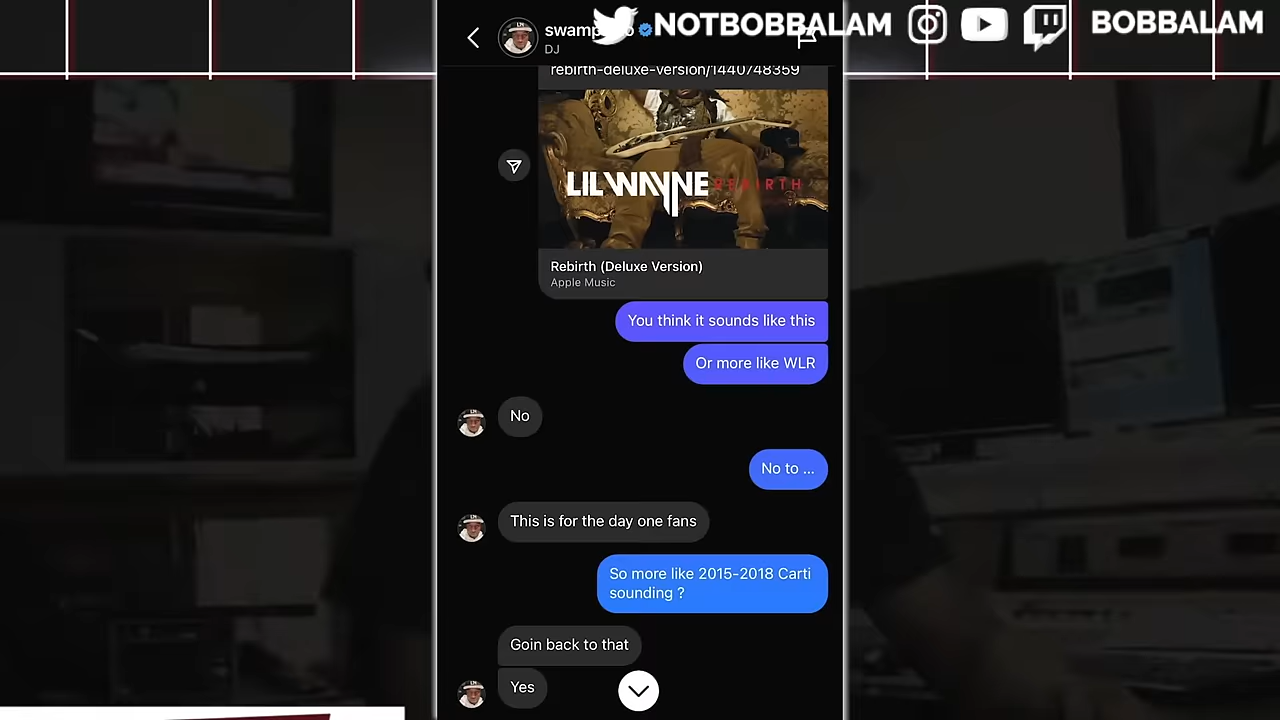 NOTBOBBALAM
BOBBALAM
DJ
rebirth-deluxe-version/1440748359
LIL WAYNE REBIRTH
Rebirth (Deluxe Version)
Apple Music
You think it sounds like this
Or more like WLR
No
No to ...
This is for the day one fans
So more like 2015-2018 Carti
sounding ?
Goin back to that
Yes